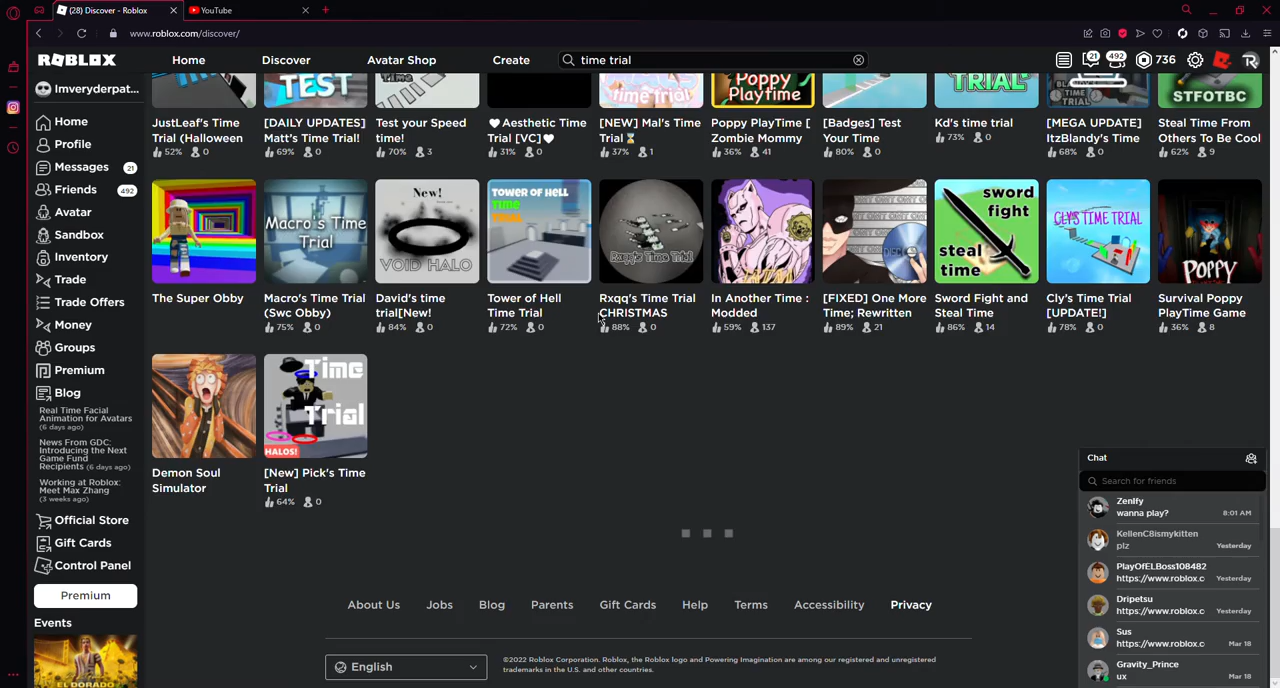 (28) Discover - Roblox
YouTube
www.roblox.com/discover/
ROBLOX
Home
Discover
Avatar Shop
Create
time trial
21
492
736
Inveryderpat...
Home
Profile
Messages 21
Friends 492
Avatar
Sandbox
Inventory
Trade
Trade Offers
Money
Groups
Premium
Blog
Real Time Facial
Animation for Avatars
(6 days ago)
News From GDC:
Introducing the Next
Game Fund
Recipients (6 days ago)
Working at Roblox:
Meet Max Zhang
(3 weeks ago)
Official Store
Gift Cards
Control Panel
Premium
Events
EL DORADO
JustLeaf's Time
Trial (Halloween
52% 0
TEST
[DAILY UPDATES]
Matt's Time Trial!
69% 0
Test your Speed
time!
70% 3
♥ Aesthetic Time
Trial [VC]♥
31% 0
time trial
[NEW] Mal's Time
Trial⌛
37% 1
Poppy Playtime
Poppy PlayTime [
Zombie Mommy
36% 41
[Badges] Test
Your Time
80% 0
TRIAL
Kd's time trial
73% 0
TIME TRIAL
[MEGA UPDATE]
ItzBlandy's Time
68% 0
STFOTBC
Steal Time From
Others To Be Cool
62% 9
The Super Obby
Macro's Time
Trial
Macro's Time Trial
(Swc Obby)
75% 0
New!
VOID HALO
David's time
trial[New!
84% 0
TOWER OF HELL
TIME
TRIAL
Tower of Hell
Time Trial
72% 0
Rxqq's Time Trial
Rxqq's Time Trial
CHRISTMAS
88% 0
In Another Time :
Modded
59% 137
DISC
[FIXED] One More
Time; Rewritten
89% 21
sword
fight
steal
time
Sword Fight and
Steal Time
86% 14
CLY'S TIME TRIAL
Cly's Time Trial
[UPDATE!]
78% 0
POPPY
Survival Poppy
PlayTime Game
36% 8
Demon Soul
Simulator
Time
Trial
HALOS!
[New] Pick's Time
Trial
64% 0
Chat
Search for friends
Zenlfy
wanna play? 8:01 AM
KellenC8ismykitten
plz Yesterday
PlayOfELBoss108482
https://www.roblox.c Yesterday
Dripetsu
https://www.roblox.c Yesterday
Sus
https://www.roblox.c Mar 18
Gravity_Prince
ux Mar 18
About Us
Jobs
Blog
Parents
Gift Cards
Help
Terms
Accessibility
Privacy
English
©2022 Roblox Corporation. Roblox, the Roblox logo and Powering Imagination are among our registered and unregistered
trademarks in the U.S. and other countries.